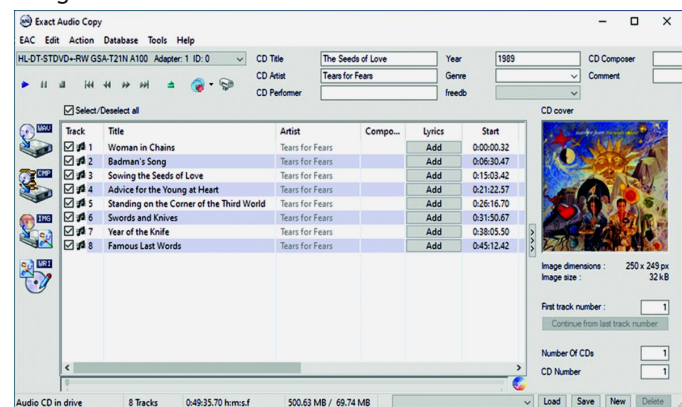 Exact Audio Copy
EAC Edit Action Database Tools Help
HL-DT-STDVD+-RW GSA-T21N A100 Adapter: 1 ID: 0
CD Title The Seeds of Love Year 1989 CD Composer
CD Artist Tears for Fears Genre Comment
CD Performer freedb
Select/Deselect all
CD cover
WAV
CMP
IMG
WRI
Track Title Artist Compo... Lyrics Start
1 Woman in Chains Tears for Fears Add 0:00:00.32
2 Badman's Song Tears for Fears Add 0:06:30.47
3 Sowing the Seeds of Love Tears for Fears Add 0:15:03.42
4 Advice for the Young at Heart Tears for Fears Add 0:21:22.57
5 Standing on the Corner of the Third World Tears for Fears Add 0:26:16.70
6 Swords and Knives Tears for Fears Add 0:31:50.67
7 Year of the Knife Tears for Fears Add 0:38:05.50
8 Famous Last Words Tears for Fears Add 0:45:12.42
Image dimensions : 250 x 249 px
Image size : 32 kB
First track number : 1
Continue from last track number
Number Of CDs 1
CD Number 1
Audio CD in drive 8 Tracks 0:49:35.70 h:m:s.f 500.63 MB / 69.74 MB Load Save New Delete